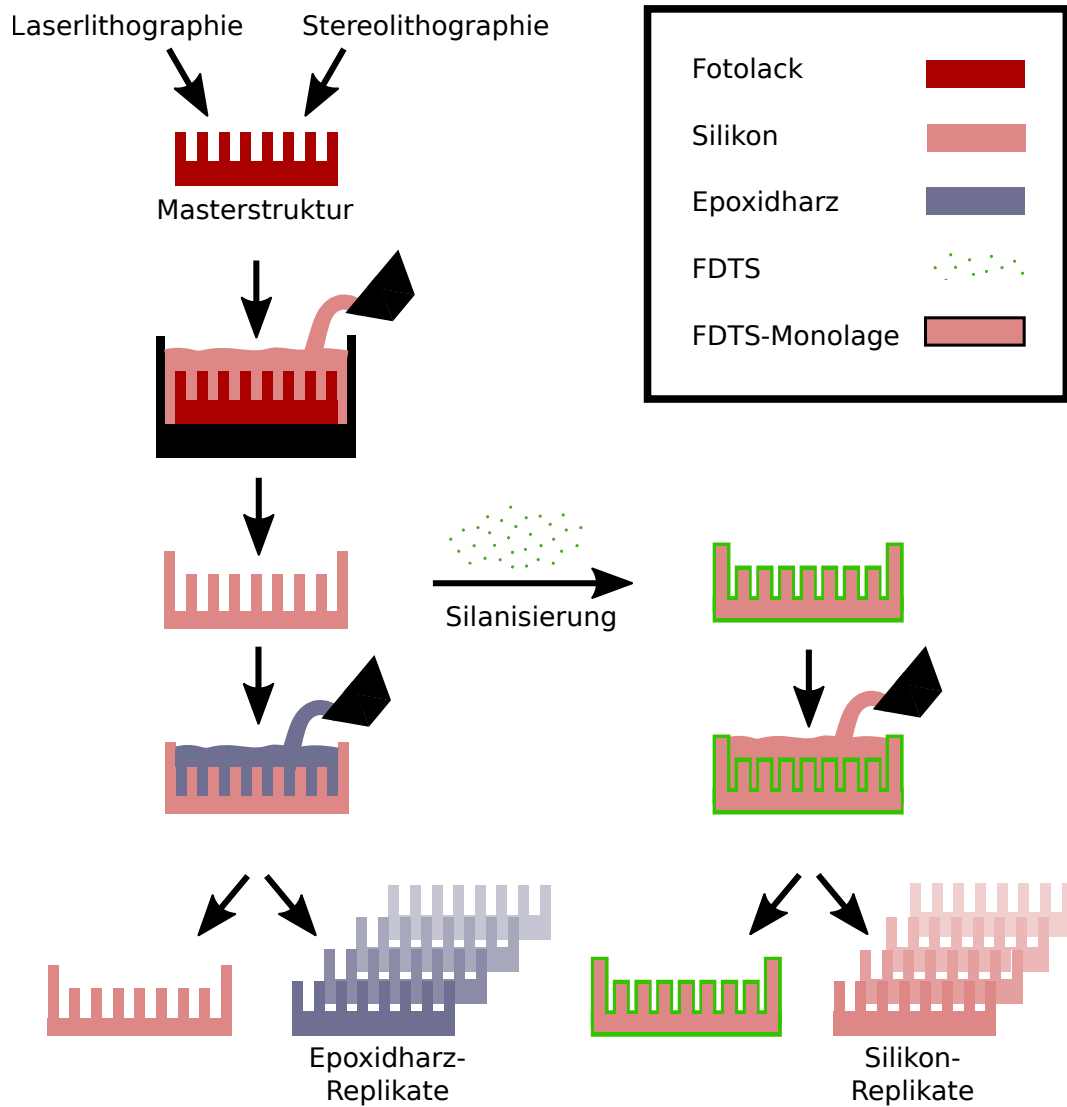 Laserlithographie
Stereolithographie
Masterstruktur
Fotolack
Silikon
Epoxidharz
FDTS
FDTS-Monolage
Silanisierung
Epoxidharz-
Replikate
Silikon-
Replikate